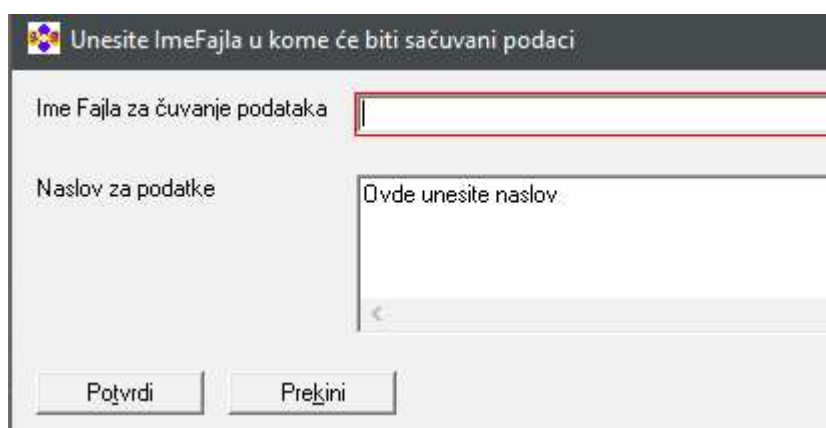 Unesite ImeFajla u kome će biti sačuvani podaci
Ime Fajla za čuvanje podataka
Naslov za podatke
Ovde unesite naslov
Potvrdi
Prekini